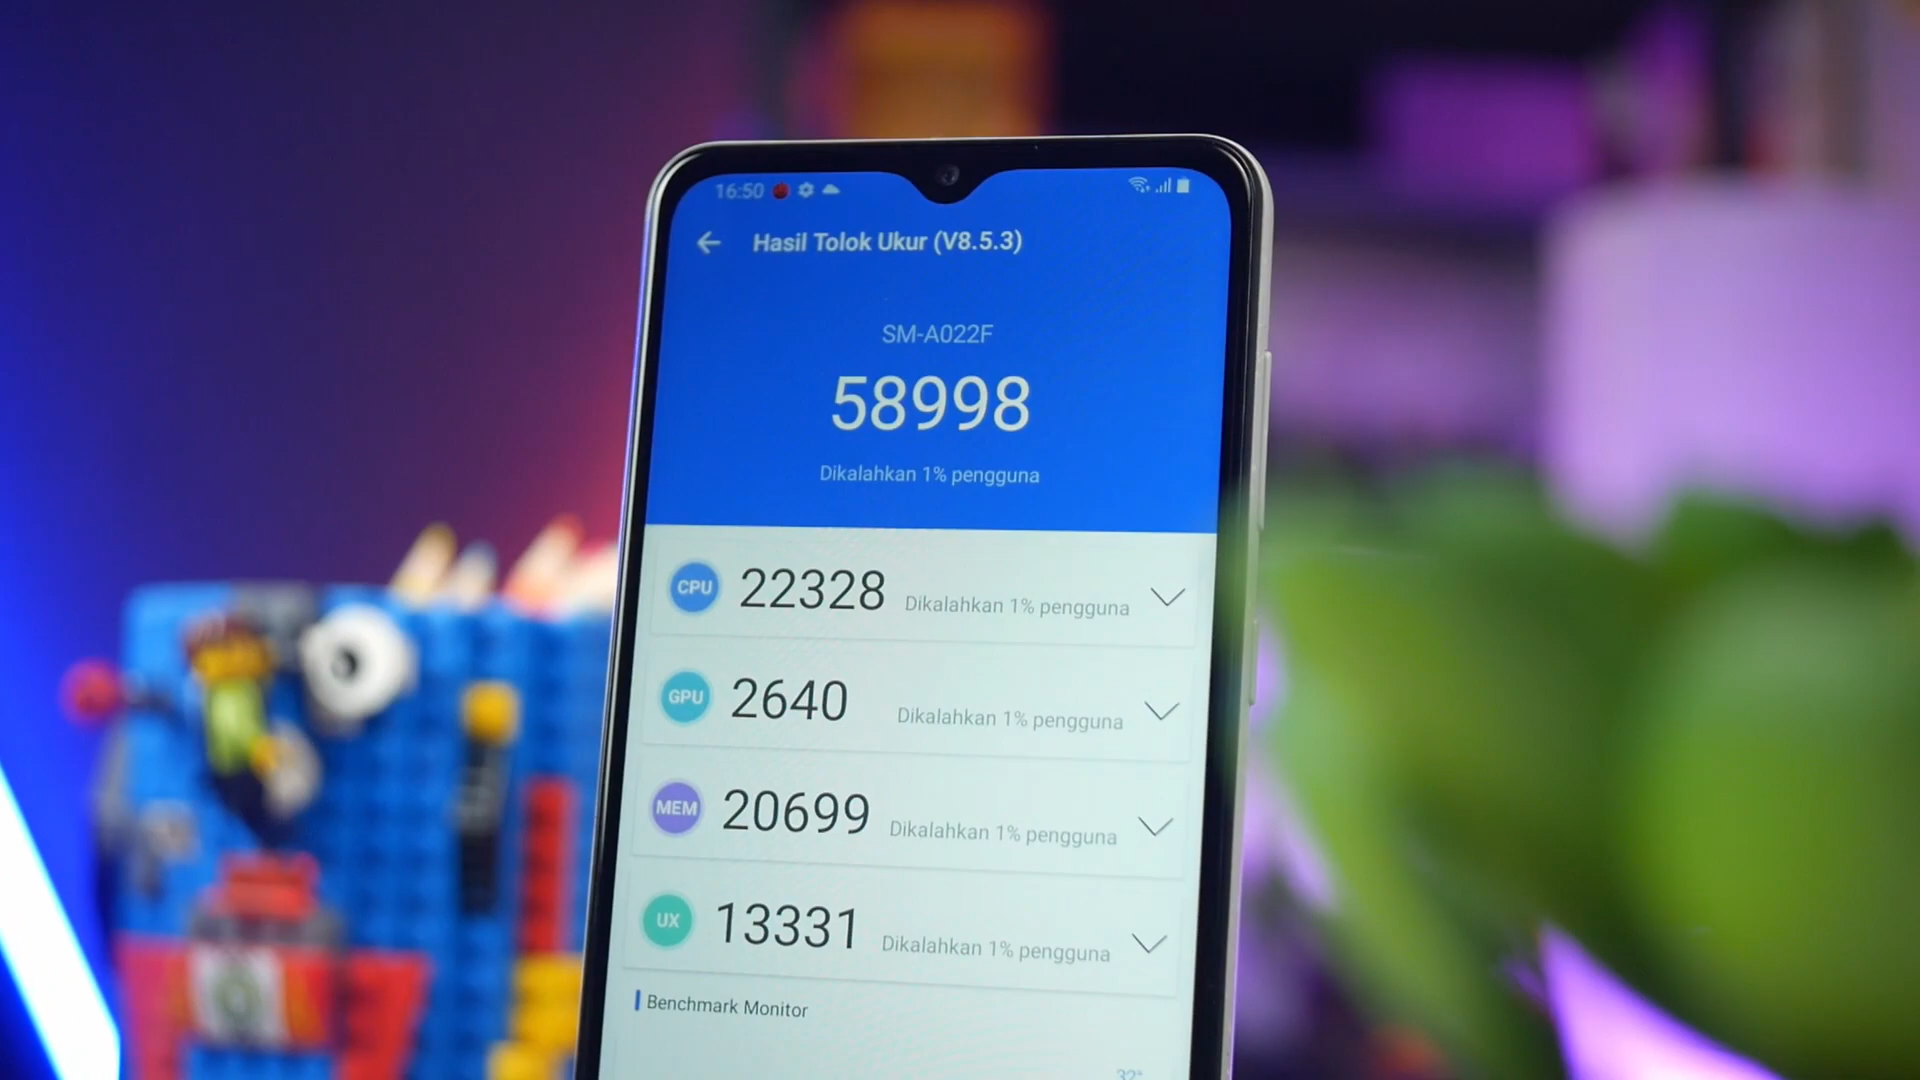 16:50
Hasil Tolok Ukur (V8.5.3)
SM-A022F
58998
Dikalahkan 1% pengguna
CPU 22328 Dikalahkan 1% pengguna
GPU 2640 Dikalahkan 1% pengguna
MEM 20699 Dikalahkan 1% pengguna
UX 13331 Dikalahkan 1% pengguna
Benchmark Monitor
32°